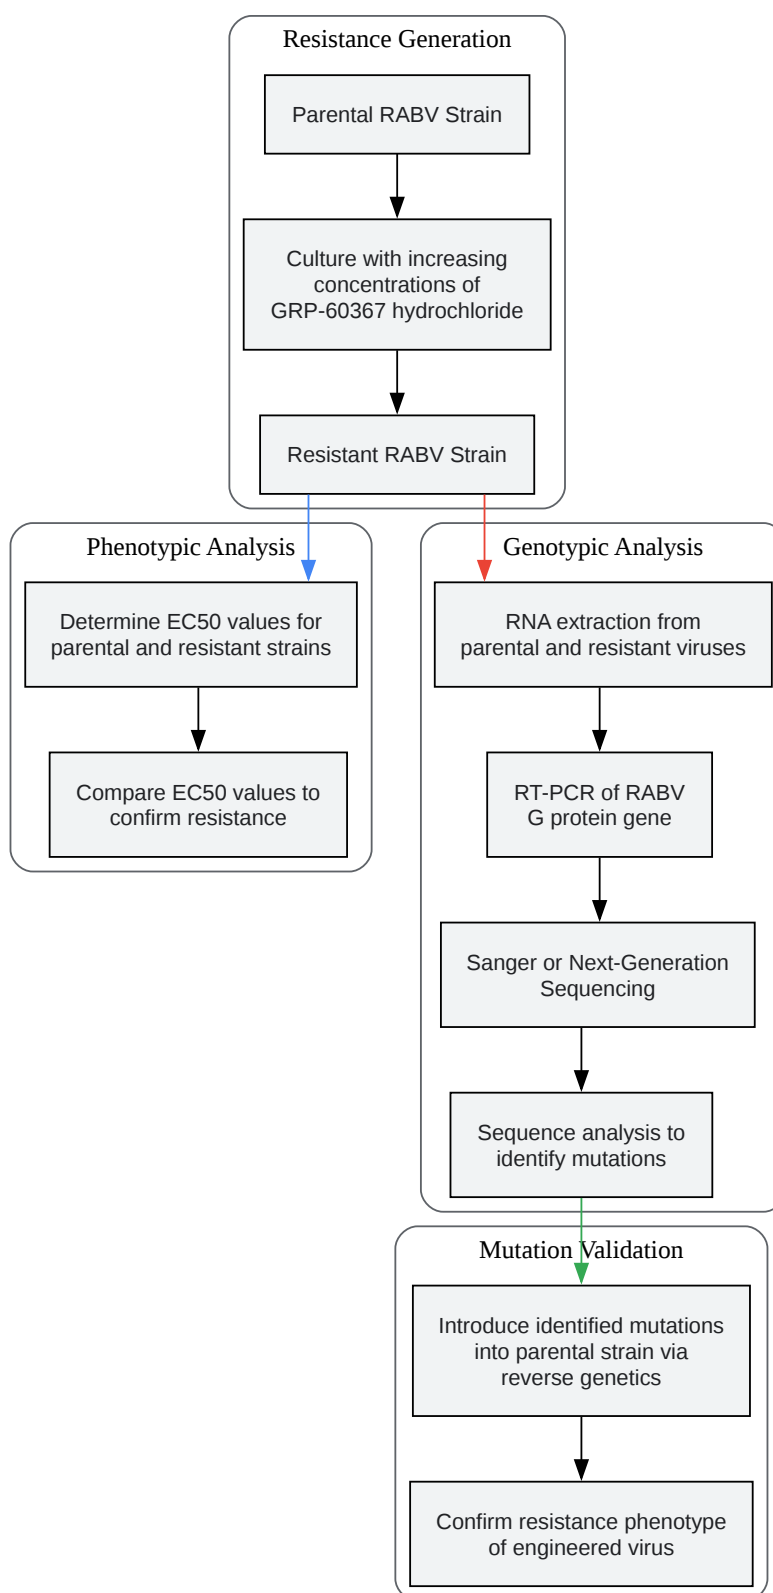 Resistance Generation
Parental RABV Strain
Culture with increasing
concentrations of
GRP-60367 hydrochloride
Resistant RABV Strain
Phenotypic Analysis
Determine EC50 values for
parental and resistant strains
Compare EC50 values to
confirm resistance
Genotypic Analysis
RNA extraction from
parental and resistant viruses
RT-PCR of RABV
G protein gene
Sanger or Next-Generation
Sequencing
Sequence analysis to
identify mutations
Mutation Validation
Introduce identified mutations
into parental strain via
reverse genetics
Confirm resistance phenotype
of engineered virus